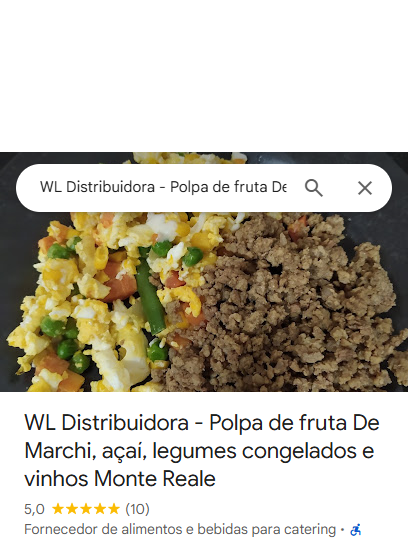 WL Distribuidora - Polpa de fruta De
WL Distribuidora - Polpa de fruta De
Marchi, açaí, legumes congelados e
vinhos Monte Reale
5,0 ★★★★★ (10)
Fornecedor de alimentos e bebidas para catering •